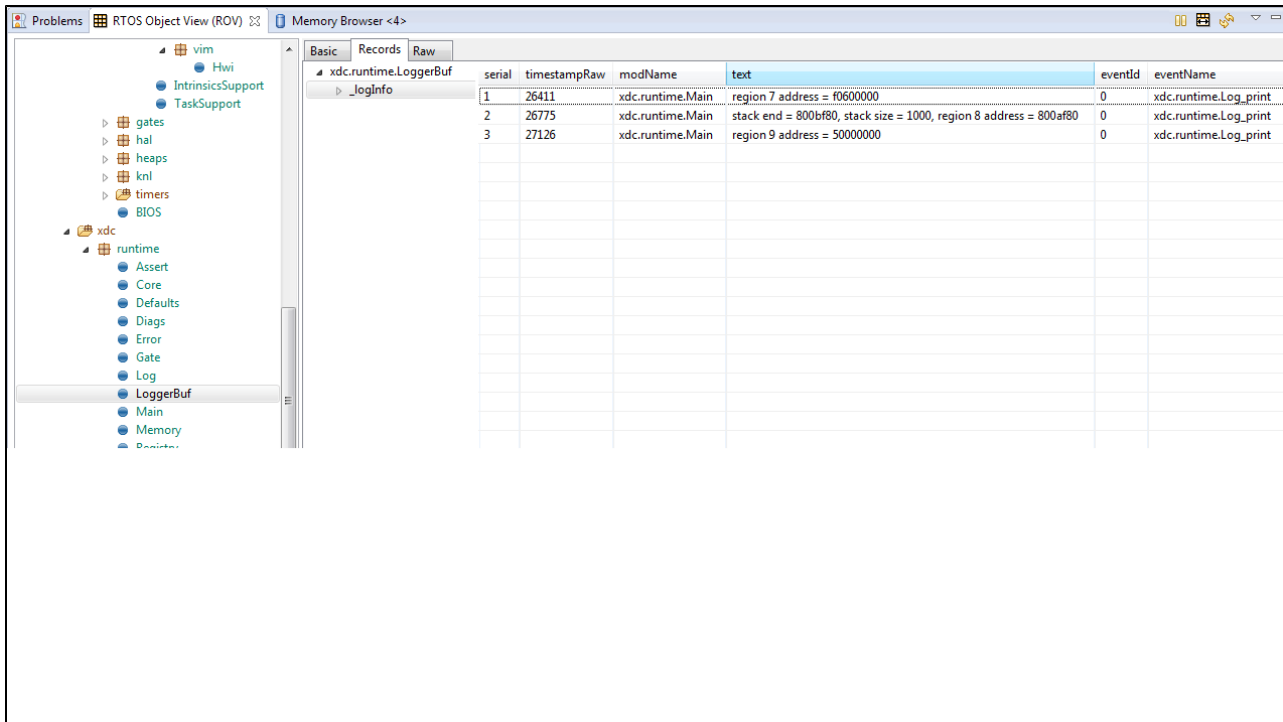 Problems RTOS Object View (ROV) Memory Browser <4>
vim
Hwi
IntrinsicsSupport
TaskSupport
gates
hal
heaps
knl
timers
BIOS
xdc
runtime
Assert
Core
Defaults
Diags
Error
Gate
Log
LoggerBuf
Main
Memory
Registry
Basic Records Raw
xdc.runtime.LoggerBuf
_logInfo
serial timestampRaw modName text eventId eventName
1 26411 xdc.runtime.Main region 7 address = f0600000 0 xdc.runtime.Log_print
2 26775 xdc.runtime.Main stack end = 800bf80, stack size = 1000, region 8 address = 800af80 0 xdc.runtime.Log_print
3 27126 xdc.runtime.Main region 9 address = 50000000 0 xdc.runtime.Log_print